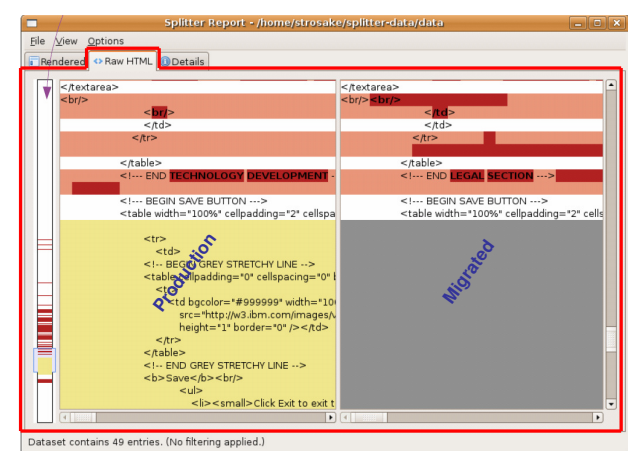 Splitter Report - /home/strosake/splitter-data/data
File View Options
Rendered <> Raw HTML Details
</textarea>
<br/>
<br/>
</td>
</tr>
</table>
<!--- END TECHNOLOGY DEVELOPMENT -
<!--- BEGIN SAVE BUTTON --->
<table width="100%" cellpadding="2" cellspa
<tr>
<td>
<!-- BEGIN GREY STRETCHY LINE -->
<table cellpadding="0" cellspacing="0" b
<tr>
<td bgcolor="#999999" width="100
src="http://w3.ibm.com/images/v
height="1" border="0" /></td>
</tr>
</table>
<!-- END GREY STRETCHY LINE -->
<b>Save</b><br/>
<ul>
<li><small>Click Exit to exit t
Production
</textarea>
<br/><br/>
</td>
</td>
</tr>
</table>
<!--- END LEGAL SECTION --->
<!--- BEGIN SAVE BUTTON --->
<table width="100%" cellpadding="2" cells
Migrated
Dataset contains 49 entries. (No filtering applied.)